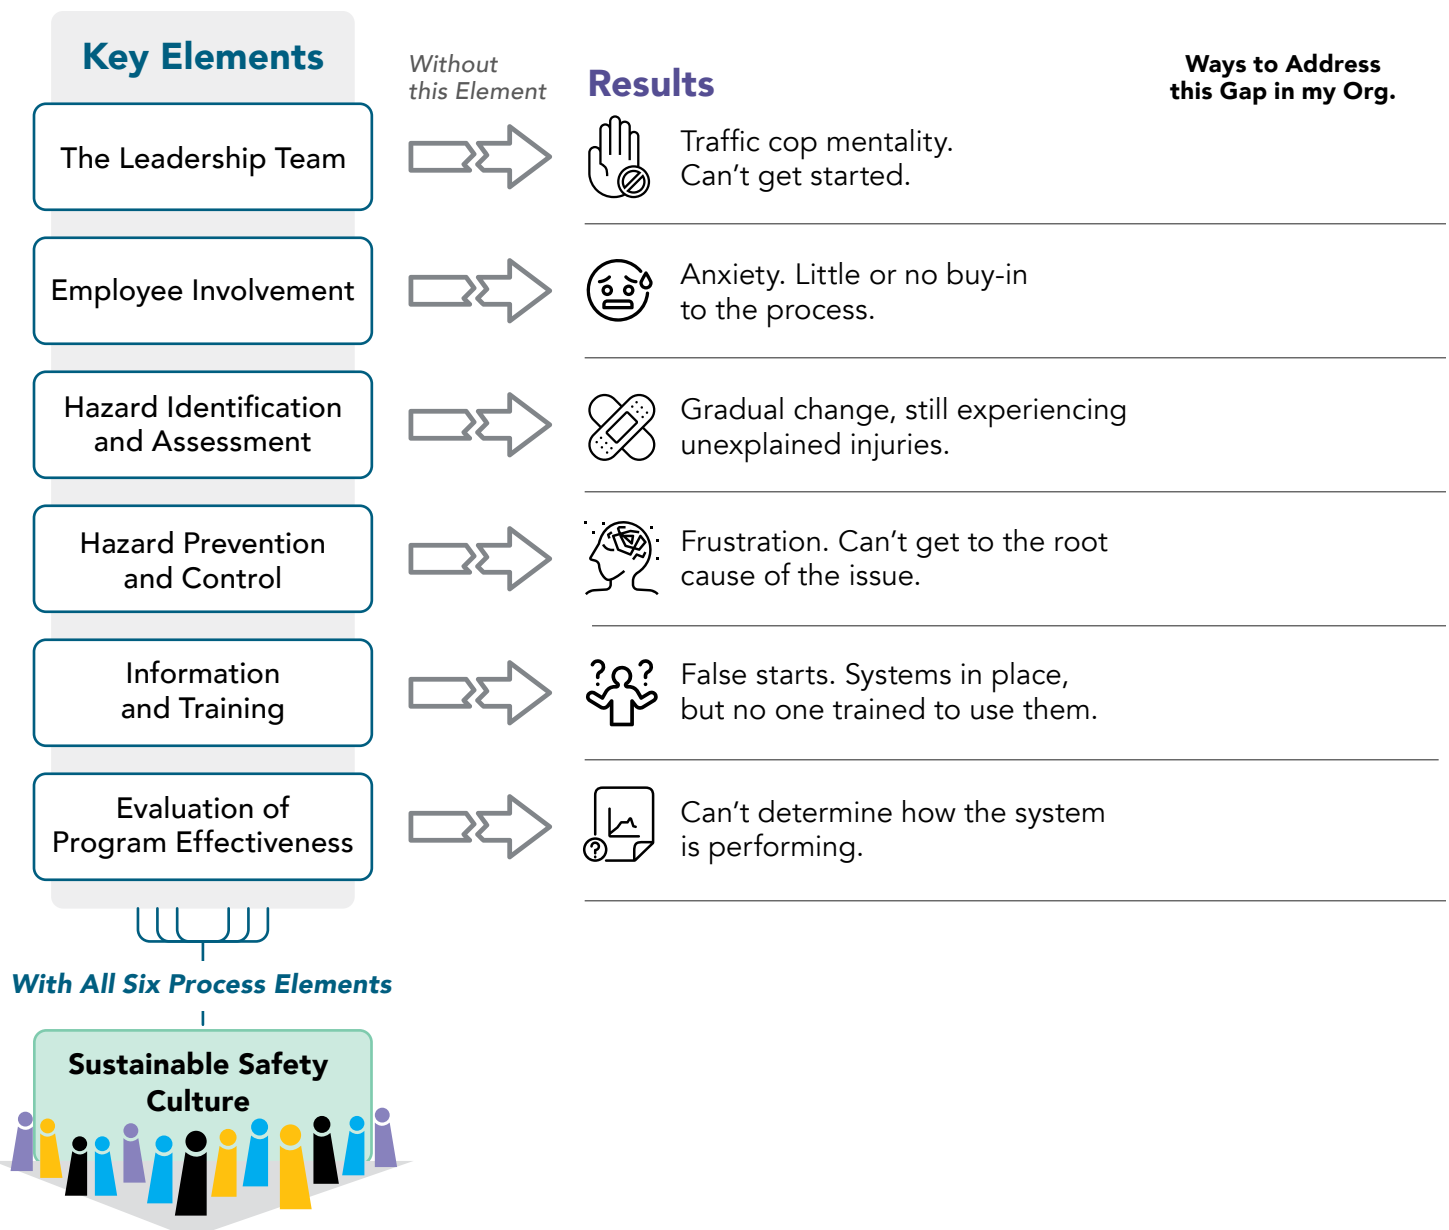 Key Elements
Without
this Element
Results
Ways to Address
this Gap in my Org.
The Leadership Team
Traffic cop mentality.
Can't get started.
Employee Involvement
Anxiety. Little or no buy-in
to the process.
Hazard Identification
and Assessment
Gradual change, still experiencing
unexplained injuries.
Hazard Prevention
and Control
Frustration. Can't get to the root
cause of the issue.
Information
and Training
? ?
False starts. Systems in place,
but no one trained to use them.
Evaluation of
Program Effectiveness
?
Can't determine how the system
is performing.
With All Six Process Elements
Sustainable Safety
Culture